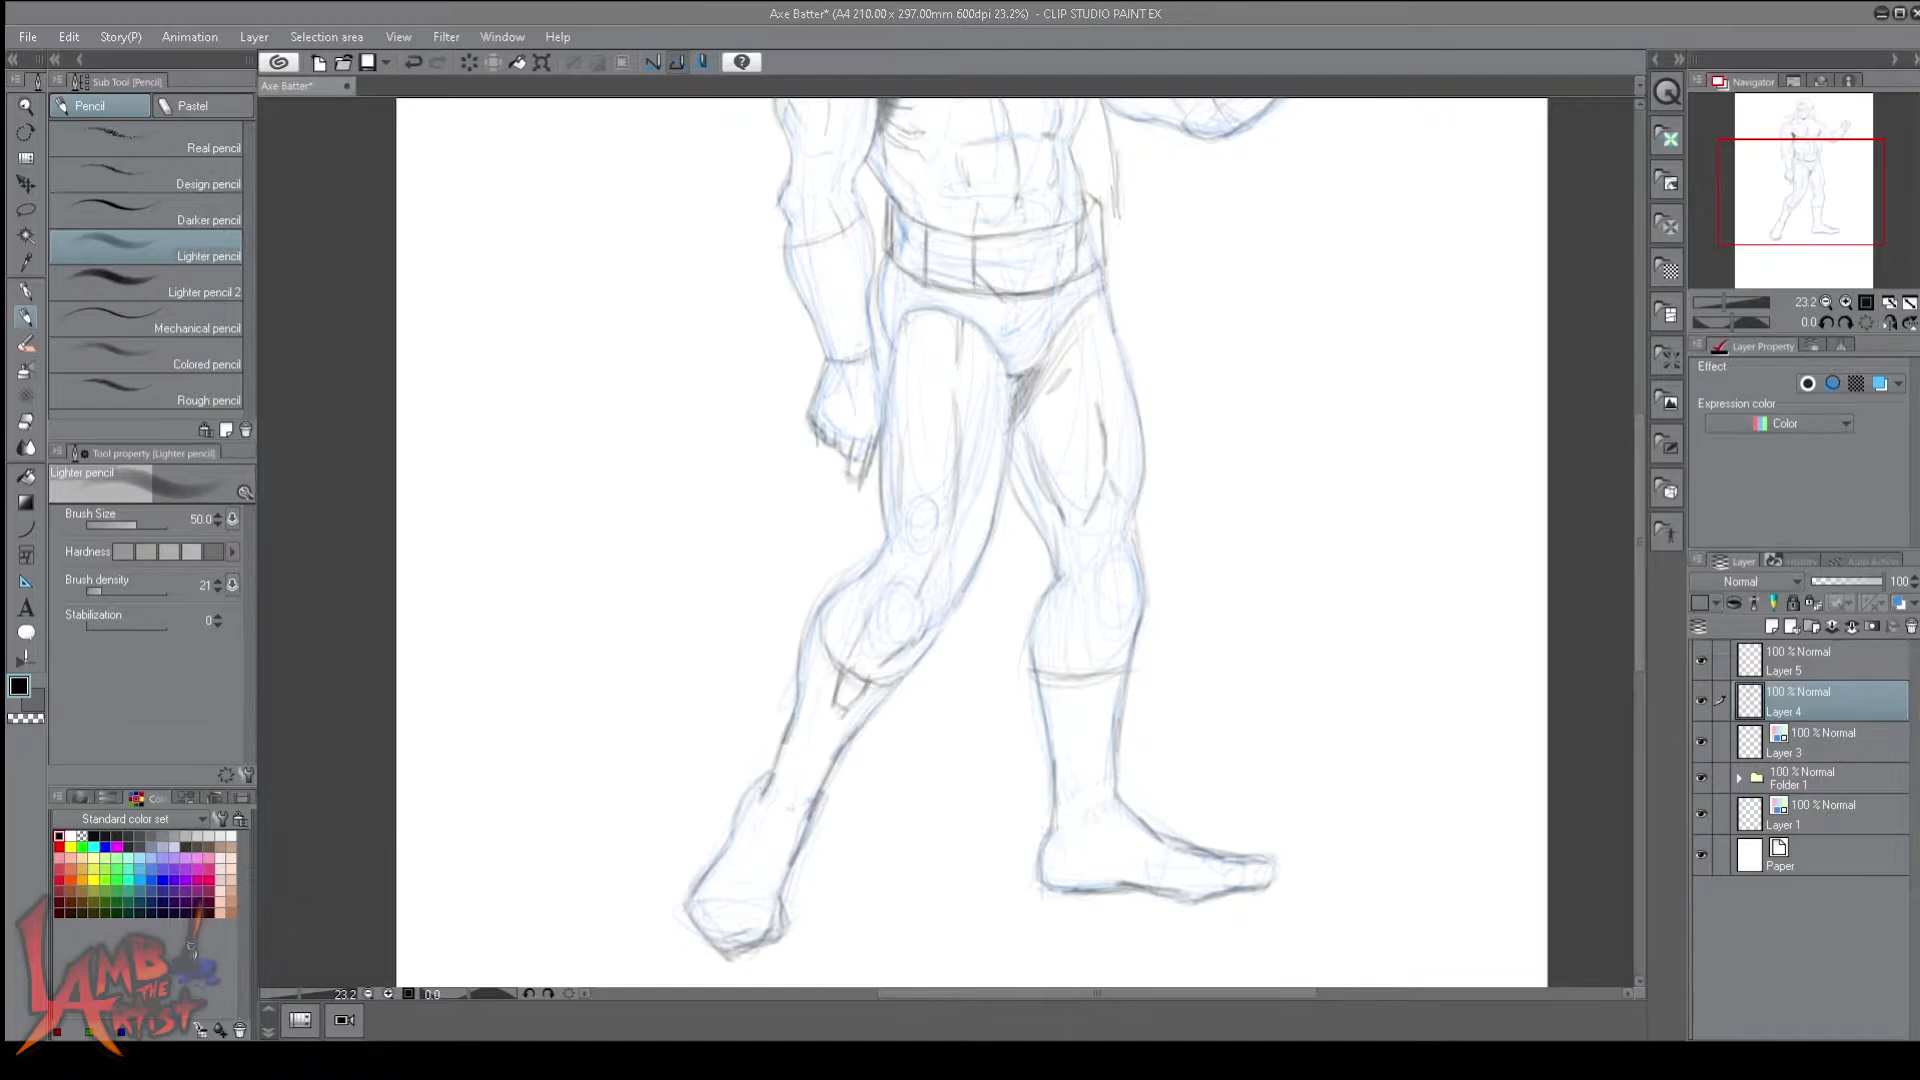 Axe Batter* (A4 210.00 x 297.00mm 600dpi 23.2%) - CLIP STUDIO PAINT EX
File Edit Story(P) Animation Layer Selection area View Filter Window Help
Sub Tool [Pencil]
Axe Batter*
Navigator
Pencil Pastel
Real pencil
Design pencil
Darker pencil
Lighter pencil
Lighter pencil 2
Mechanical pencil
Colored pencil
Rough pencil
Tool property [Lighter pencil]
Lighter pencil
Brush Size 50.0
Hardness
Brush density 21
Stabilization 0
Standard color set
LAMB
THE
ARTIST
23.2 0.0
23.2
0.0
Layer Property
Effect
Expression color
Color
Layer
Normal 100
100 % Normal
Layer 5
100 % Normal
Layer 4
100 % Normal
Layer 3
100 % Normal
Folder 1
100 % Normal
Layer 1
Paper